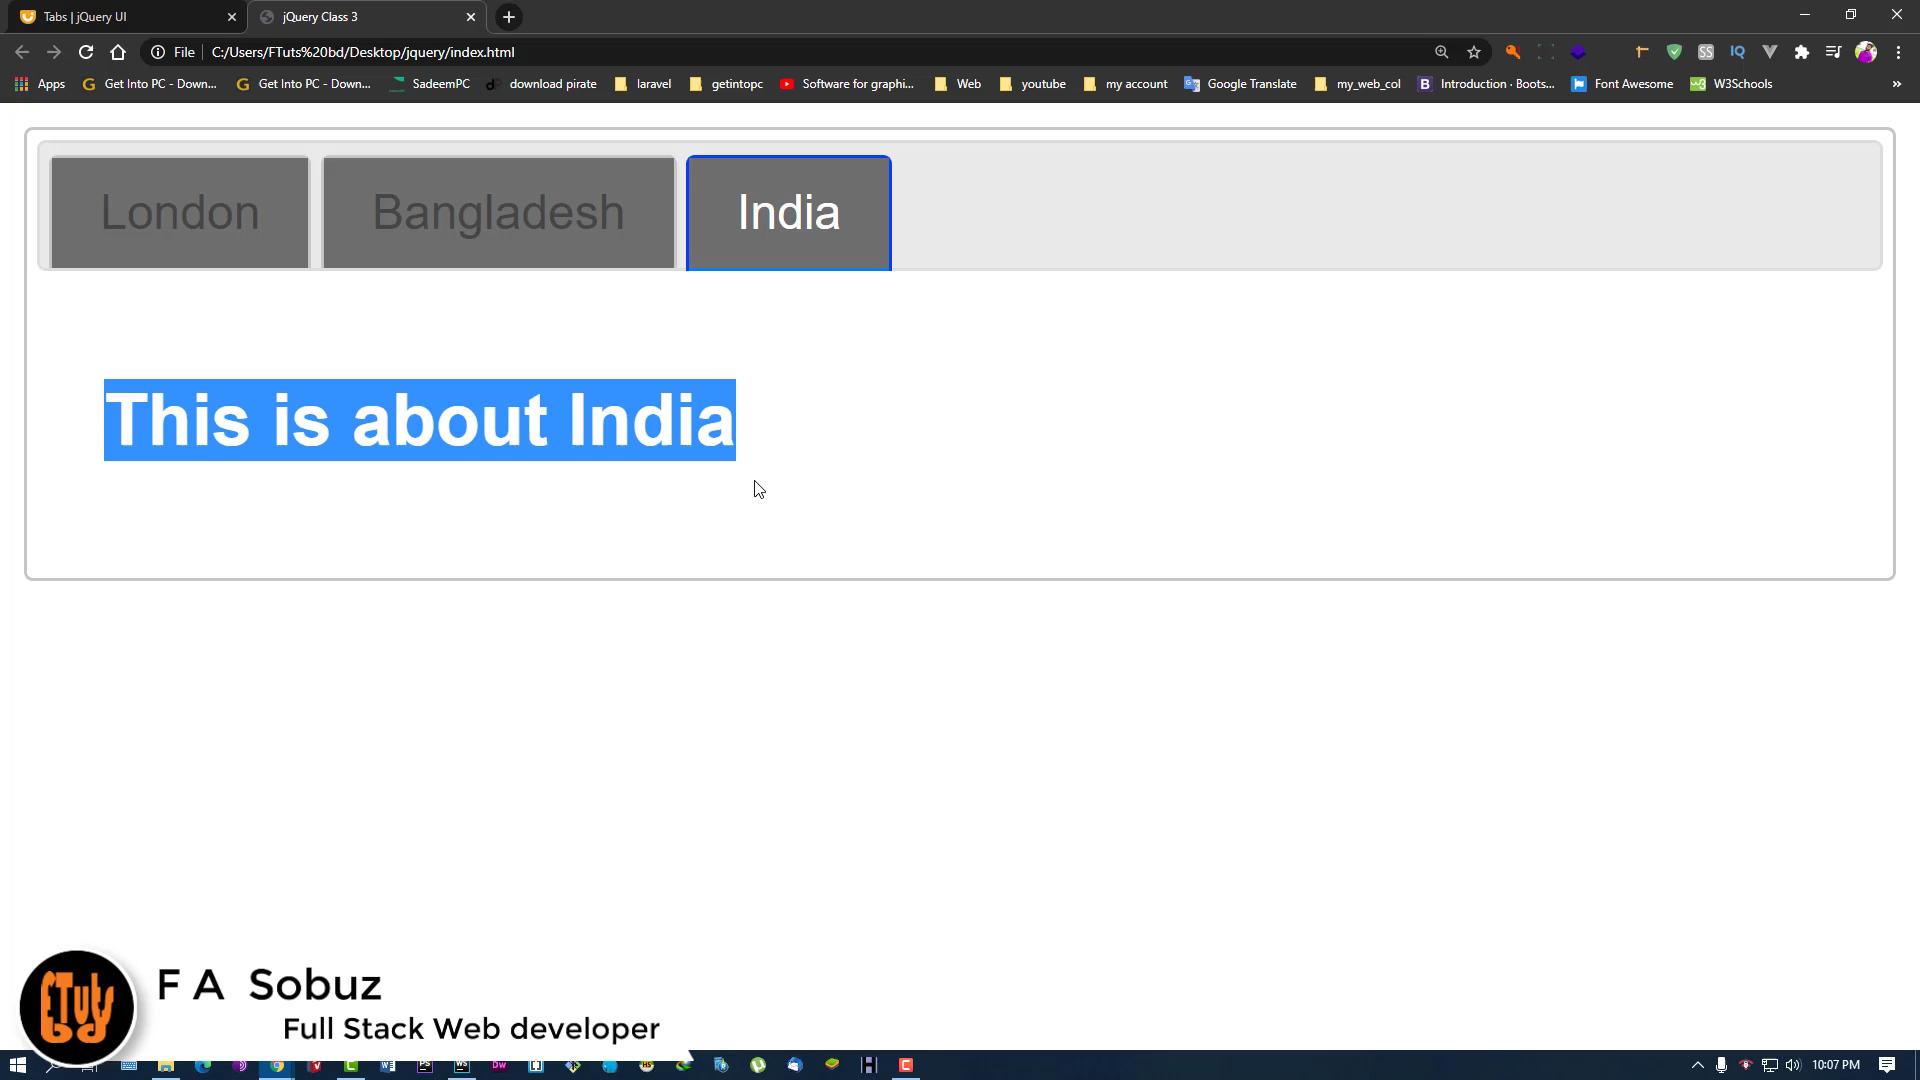 Tabs | jQuery UI
jQuery Class 3
File
C:/Users/FTuts%20bd/Desktop/jquery/index.html
Apps
Get Into PC - Down...
Get Into PC - Down...
SadeemPC
download pirate
laravel
getintopc
Software for graphi...
Web
youtube
my account
Google Translate
my_web_col
Introduction · Boots...
Font Awesome
W3Schools
London
Bangladesh
India
This is about India
FTuts
bd
F A Sobuz
Full Stack Web developer
10:07 PM